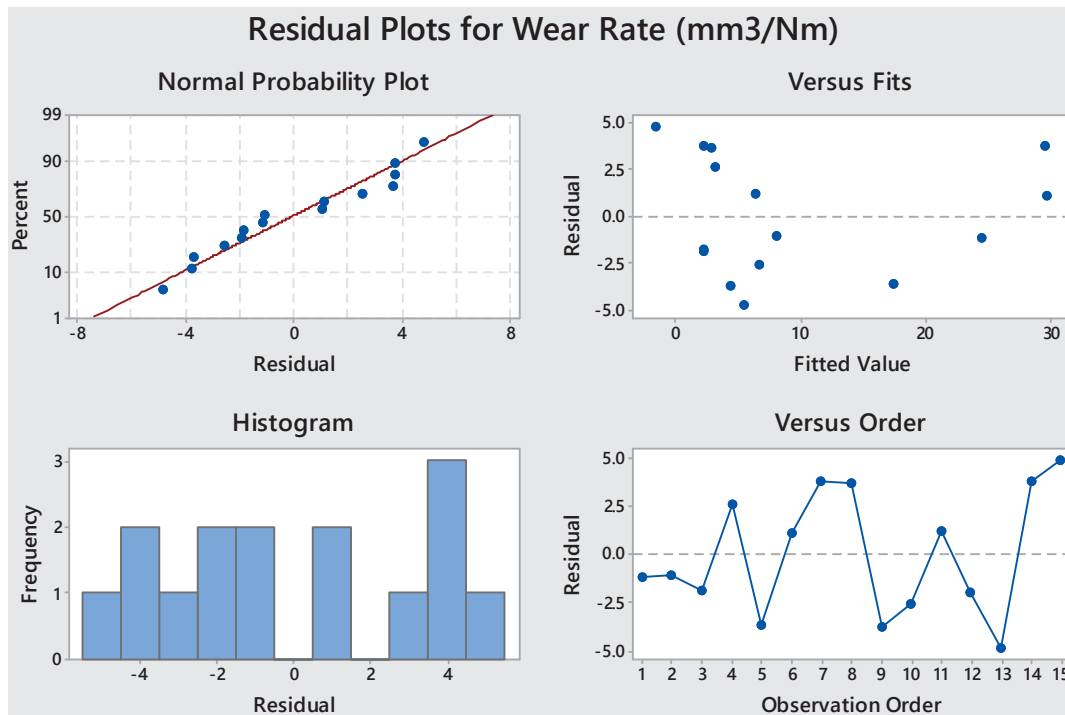 Residual Plots for Wear Rate (mm3/Nm)
Normal Probability Plot
99
90
50
10
1
Percent
-8 -4 0 4 8
Residual
Versus Fits
5.0
2.5
0.0
-2.5
-5.0
Residual
0 10 20 30
Fitted Value
Histogram
3
2
1
0
Frequency
-4 -2 0 2 4
Residual
Versus Order
5.0
2.5
0.0
-2.5
-5.0
Residual
1 2 3 4 5 6 7 8 9 10 11 12 13 14 15
Observation Order